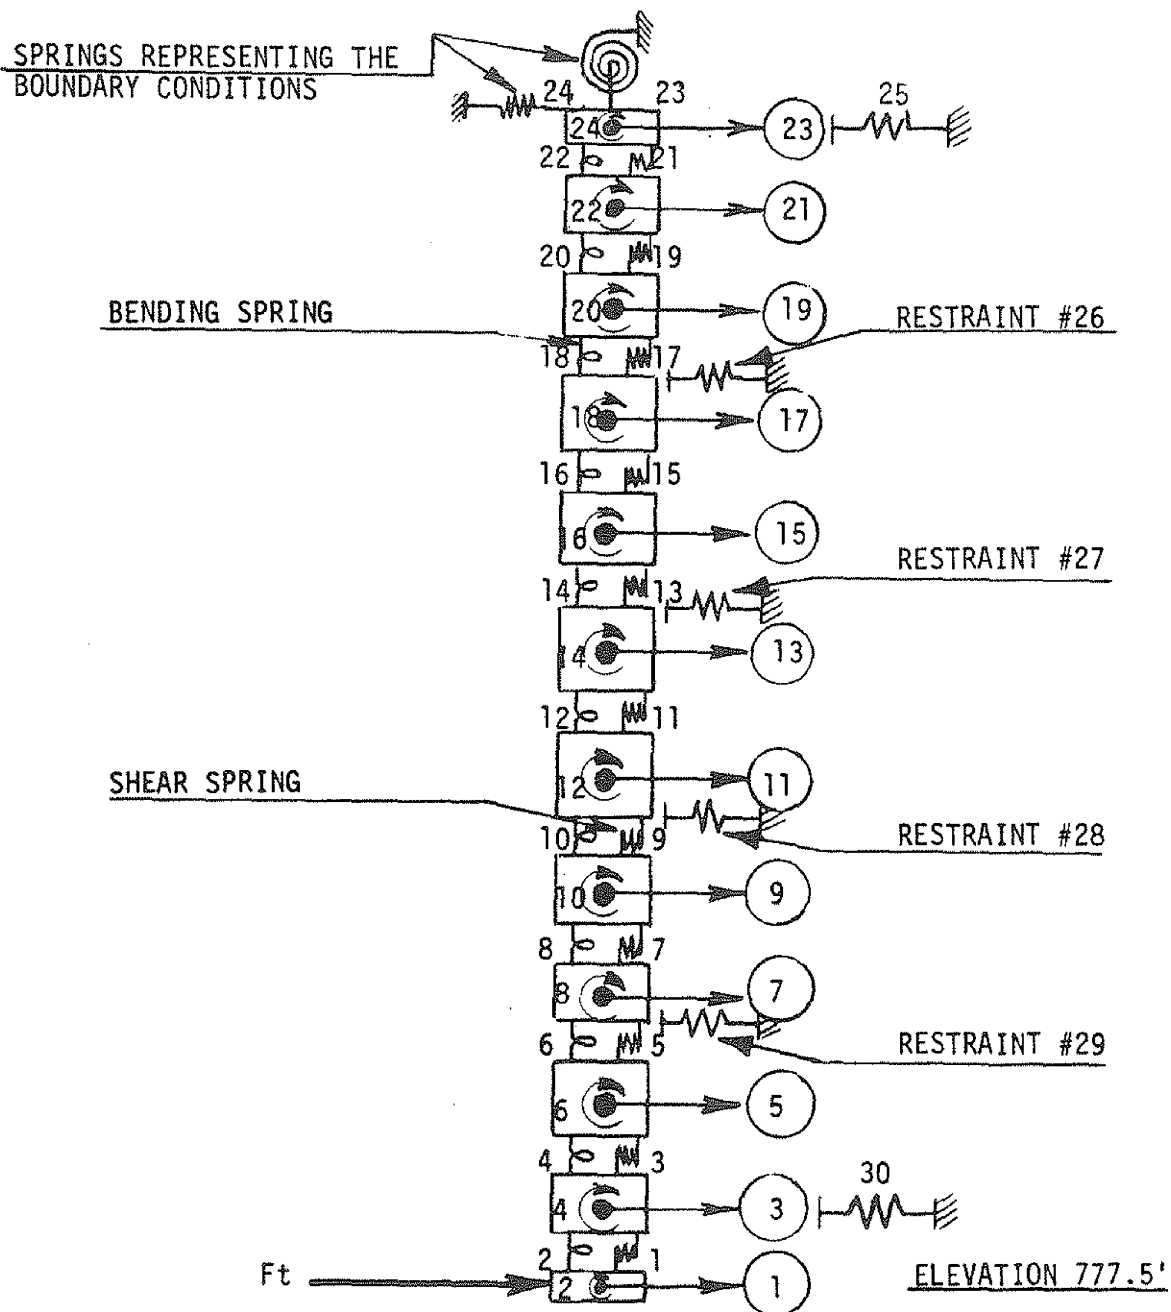 SPRINGS REPRESENTING THE
BOUNDARY CONDITIONS
24 23 25
24 23
22 21
22 21
20 19
BENDING SPRING
20 19
RESTRAINT #26
18 17
18 17
16 15
16 15
RESTRAINT #27
14 13
14 13
12 11
SHEAR SPRING
12 11
10 9
RESTRAINT #28
10 9
8 7
8 7
6 5
RESTRAINT #29
6 5
4 3
30
4 3
2 1
Ft
2 1
ELEVATION 777.5'